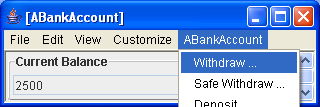 [ABankAccount]
File Edit View Customize ABankAccount
Current Balance
Withdraw ...
2500
Safe Withdraw ...
Deposit